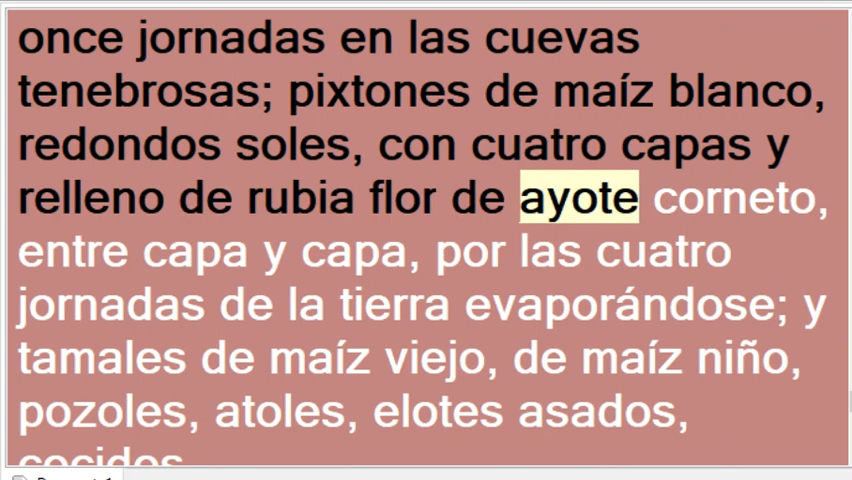 once jornadas en las cuevas
tenebrosas; pixtones de maíz blanco,
redondos soles, con cuatro capas y
relleno de rubia flor de ayote corneto,
entre capa y capa, por las cuatro
jornadas de la tierra evaporándose; y
tamales de maíz viejo, de maíz niño,
pozoles, atoles, elotes asados,
cocidos